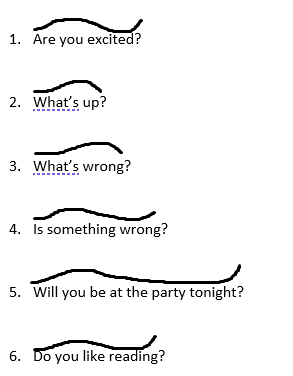 1. Are you excited?
2. What's up?
3. What's wrong?
4. Is something wrong?
5. Will you be at the party tonight?
6. Do you like reading?